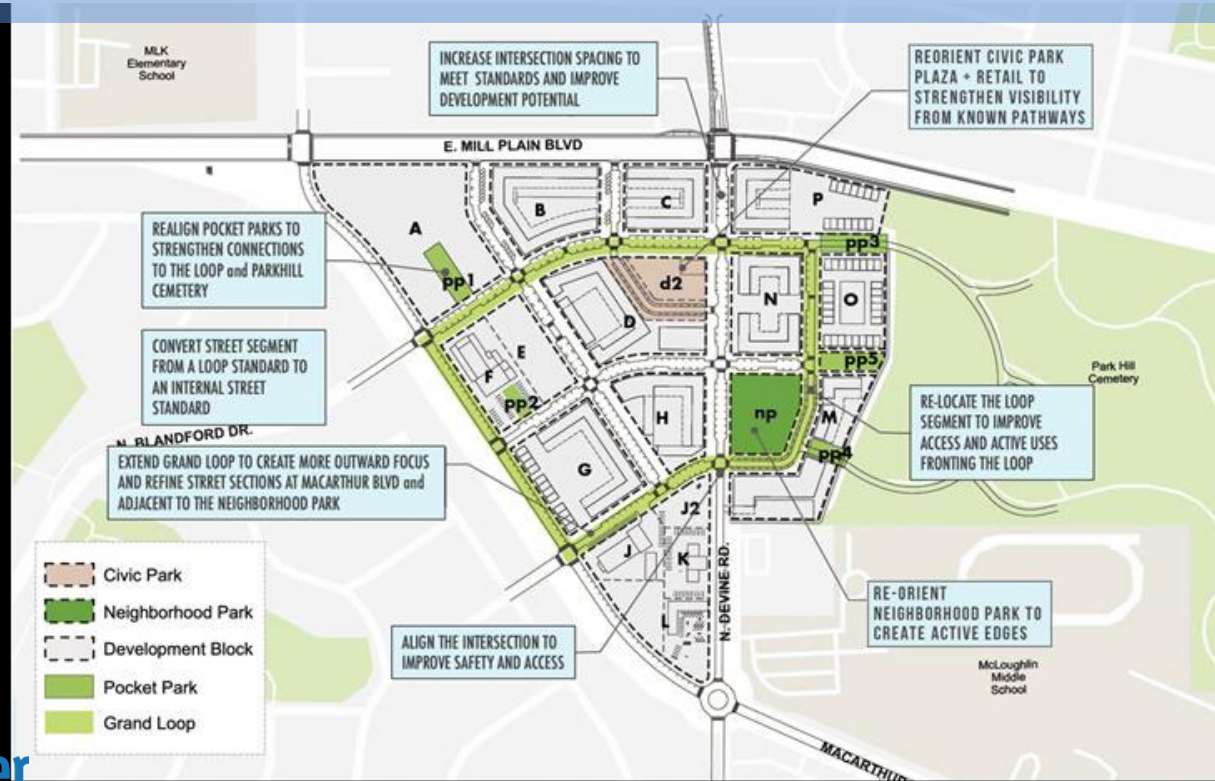 MLK
Elementary
School
INCREASE INTERSECTION SPACING TO
MEET STANDARDS AND IMPROVE
DEVELOPMENT POTENTIAL
REORIENT CIVIC PARK
PLAZA + RETAIL TO
STRENGTHEN VISIBILITY
FROM KNOWN PATHWAYS
E. MILL PLAIN BLVD
A
B
C
P
REALIGN POCKET PARKS TO
STRENGTHEN CONNECTIONS
TO THE LOOP and PARKHILL
CEMETERY
pp1
pp3
d2
N
O
D
CONVERT STREET SEGMENT
FROM A LOOP STANDARD TO
AN INTERNAL STREET
STANDARD
E
F
pp2
pp5
Park Hill
Cemetery
N. BLANDFORD DR.
H
np
M
pp4
RE-LOCATE THE LOOP
SEGMENT TO IMPROVE
ACCESS AND ACTIVE USES
FRONTING THE LOOP
EXTEND GRAND LOOP TO CREATE MORE OUTWARD FOCUS
AND REFINE STRRET SECTIONS AT MACARTHUR BLVD and
ADJACENT TO THE NEIGHBORHOOD PARK
G
J2
J
K
L
N. DEVINE RD.
Civic Park
Neighborhood Park
Development Block
Pocket Park
Grand Loop
ALIGN THE INTERSECTION TO
IMPROVE SAFETY AND ACCESS
RE-ORIENT
NEIGHBORHOOD PARK TO
CREATE ACTIVE EDGES
McLoughlin
Middle
School
MACARTHUR
er